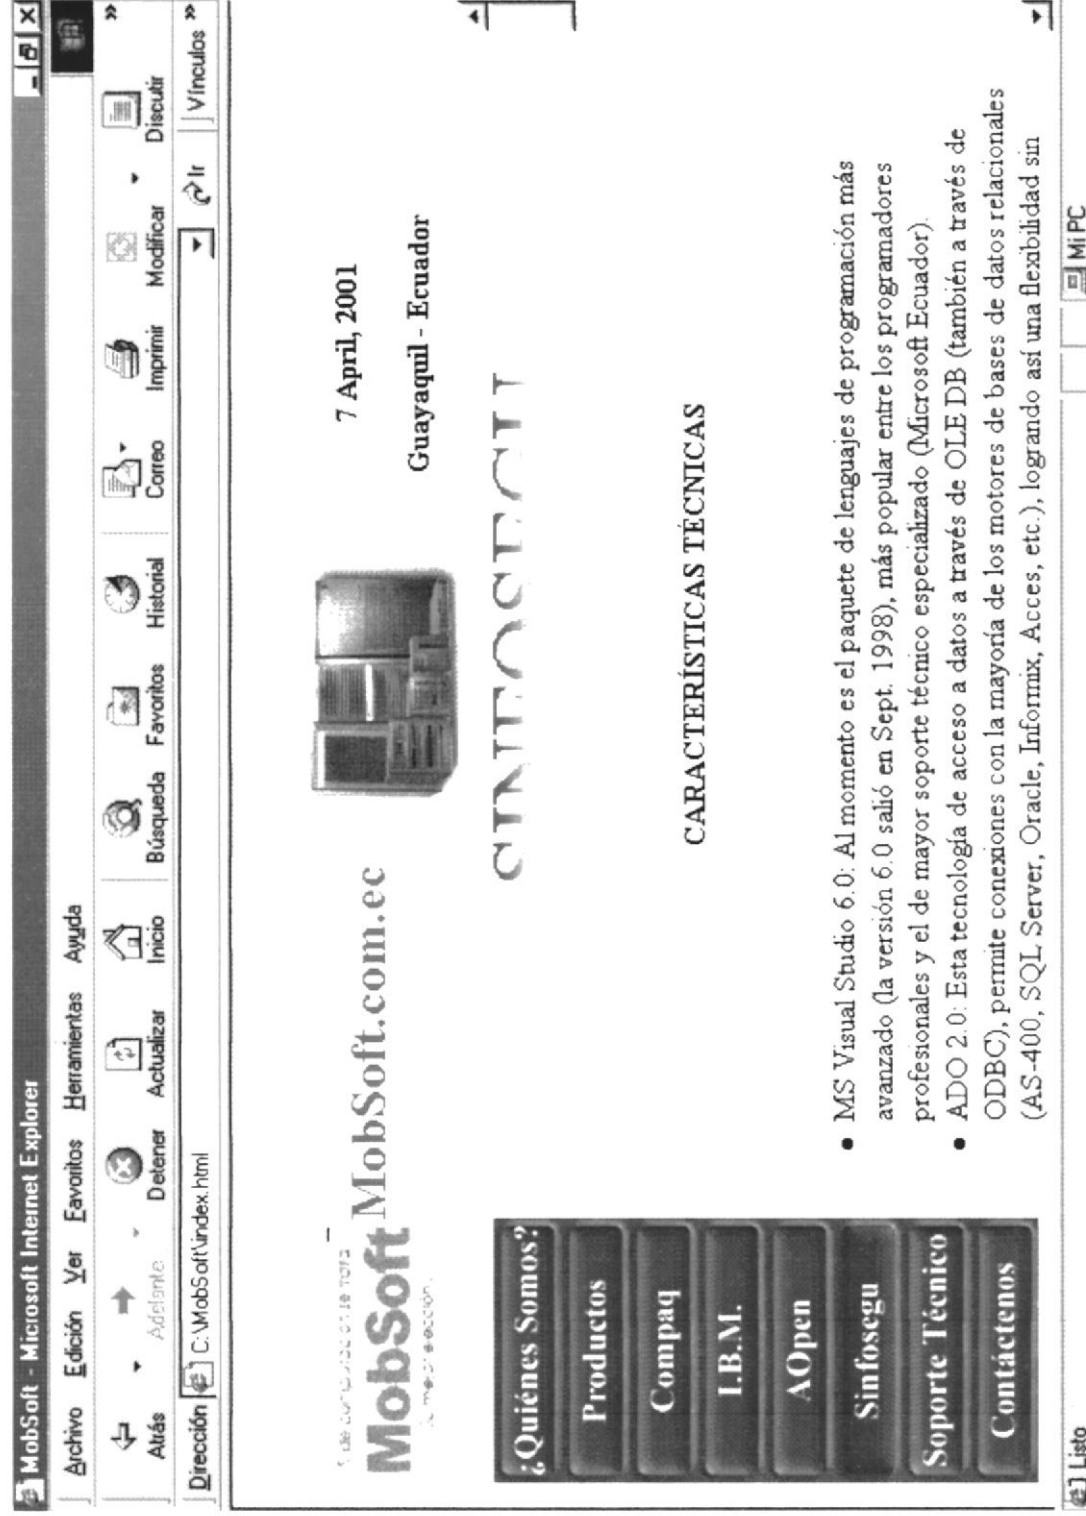 MobSoft - Microsoft Internet Explorer
Archivo Edición Ver Favoritos Herramientas Ayuda
Atrás Adelante Detener Actualizar Inicio Búsqueda Favoritos Historial Correo Imprimir Modificar Discutir
Dirección C:\MobSoft\index.html Ir Vínculos
MobSoft
MobSoft.com.ec
7 April, 2001
Guayaquil - Ecuador
SINFOSEGU
CARACTERÍSTICAS TÉCNICAS
¿Quiénes Somos?
Productos
Compaq
I.B.M.
AOpen
Sinfosegu
Soporte Técnico
Contáctenos
• MS Visual Studio 6.0: Al momento es el paquete de lenguajes de programación más
avanzado (la versión 6.0 salió en Sept. 1998), más popular entre los programadores
profesionales y el de mayor soporte técnico especializado (Microsoft Ecuador).
• ADO 2.0: Esta tecnología de acceso a datos a través de OLE DB (también a través de
ODBC), permite conexiones con la mayoría de los motores de bases de datos relacionales
(AS-400, SQL Server, Oracle, Informix, Acces, etc.), logrando así una flexibilidad sin
Listo Mi PC